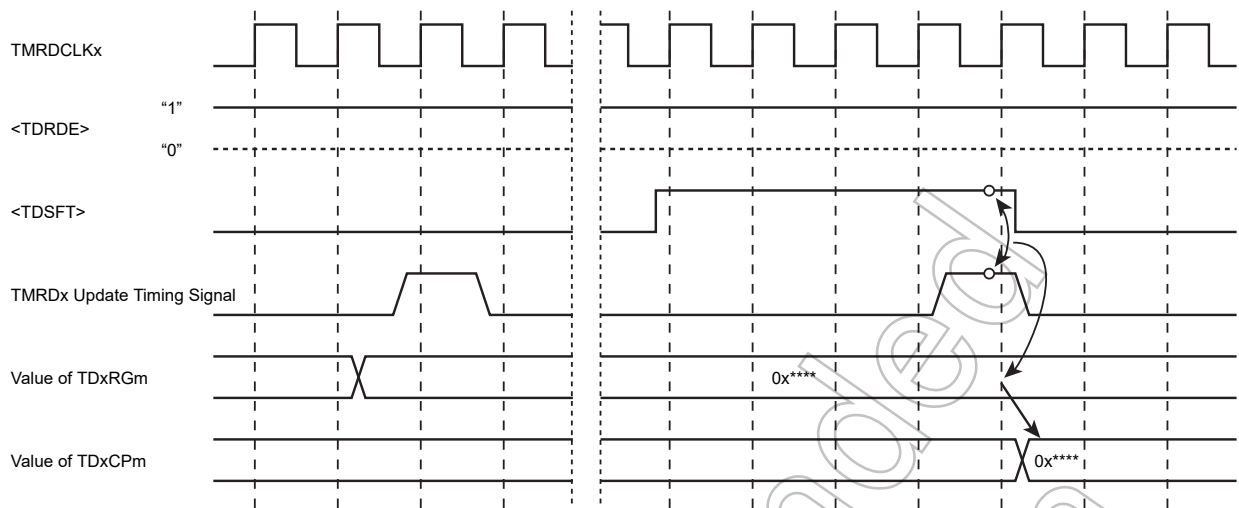 TMRDCLKx
“1”
<TDRDE>
“0”
<TDSFT>
TMRDx Update Timing Signal
Value of TDxRGm
0x****
Value of TDxCPm
0x****